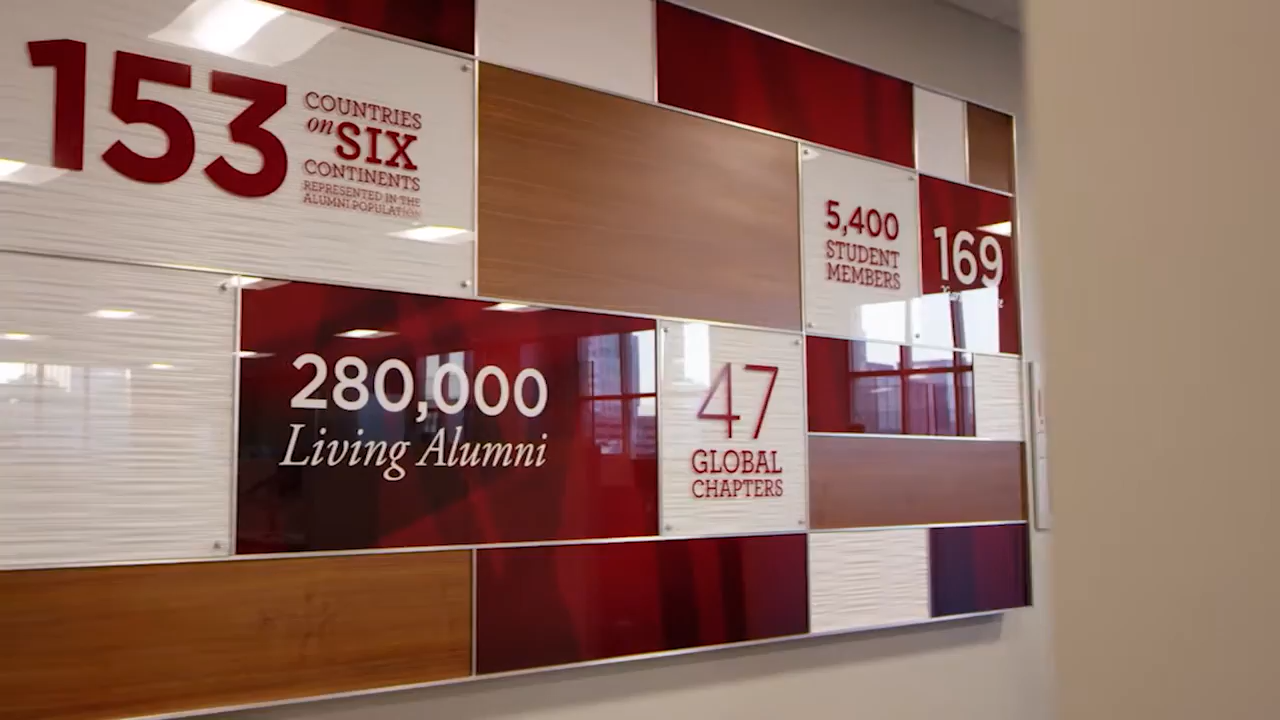 153
COUNTRIES
on SIX
CONTINENTS
REPRESENTED IN THE
ALUMNI POPULATION
5,400
STUDENT
MEMBERS
169
280,000
Living Alumni
47
GLOBAL
CHAPTERS